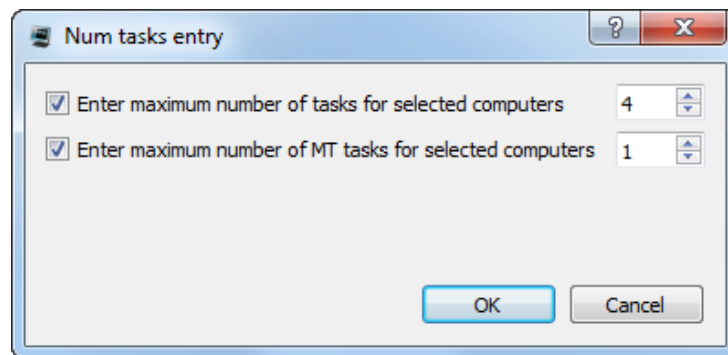 Num tasks entry
Enter maximum number of tasks for selected computers 4
Enter maximum number of MT tasks for selected computers 1
OK Cancel